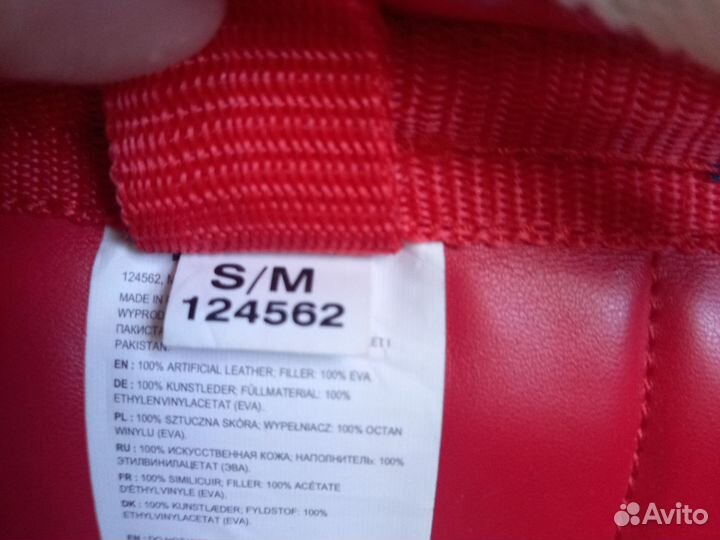 S/M
124562
124562,
MADE IN
WYPROD
ПАКИСТА
PAKISTAN.
EN : 100% ARTIFICIAL LEATHER; FILLER: 100% EVA.
DE : 100% KUNSTLEDER; FÜLLMATERIAL: 100%
ETHYLENVINYLACETAT (EVA).
PL : 100% SZTUCZNA SKÓRA; WYPEŁNIACZ: 100% OCTAN
WINYLU (EVA).
RU : 100% ИСКУССТВЕННАЯ КОЖА; НАПОЛНИТЕЛЬ: 100%
ЭТИЛВИНИЛАЦЕТАТ (ЭВА).
FR : 100% SIMILICUIR; FILLER : 100% ACÉTATE
D'ÉTHYLVINYLE (EVA).
DK : 100% KUNSTLÆDER; FYLDSTOF: 100%
ETHYLVINYLACETAT (EVA).
Avito